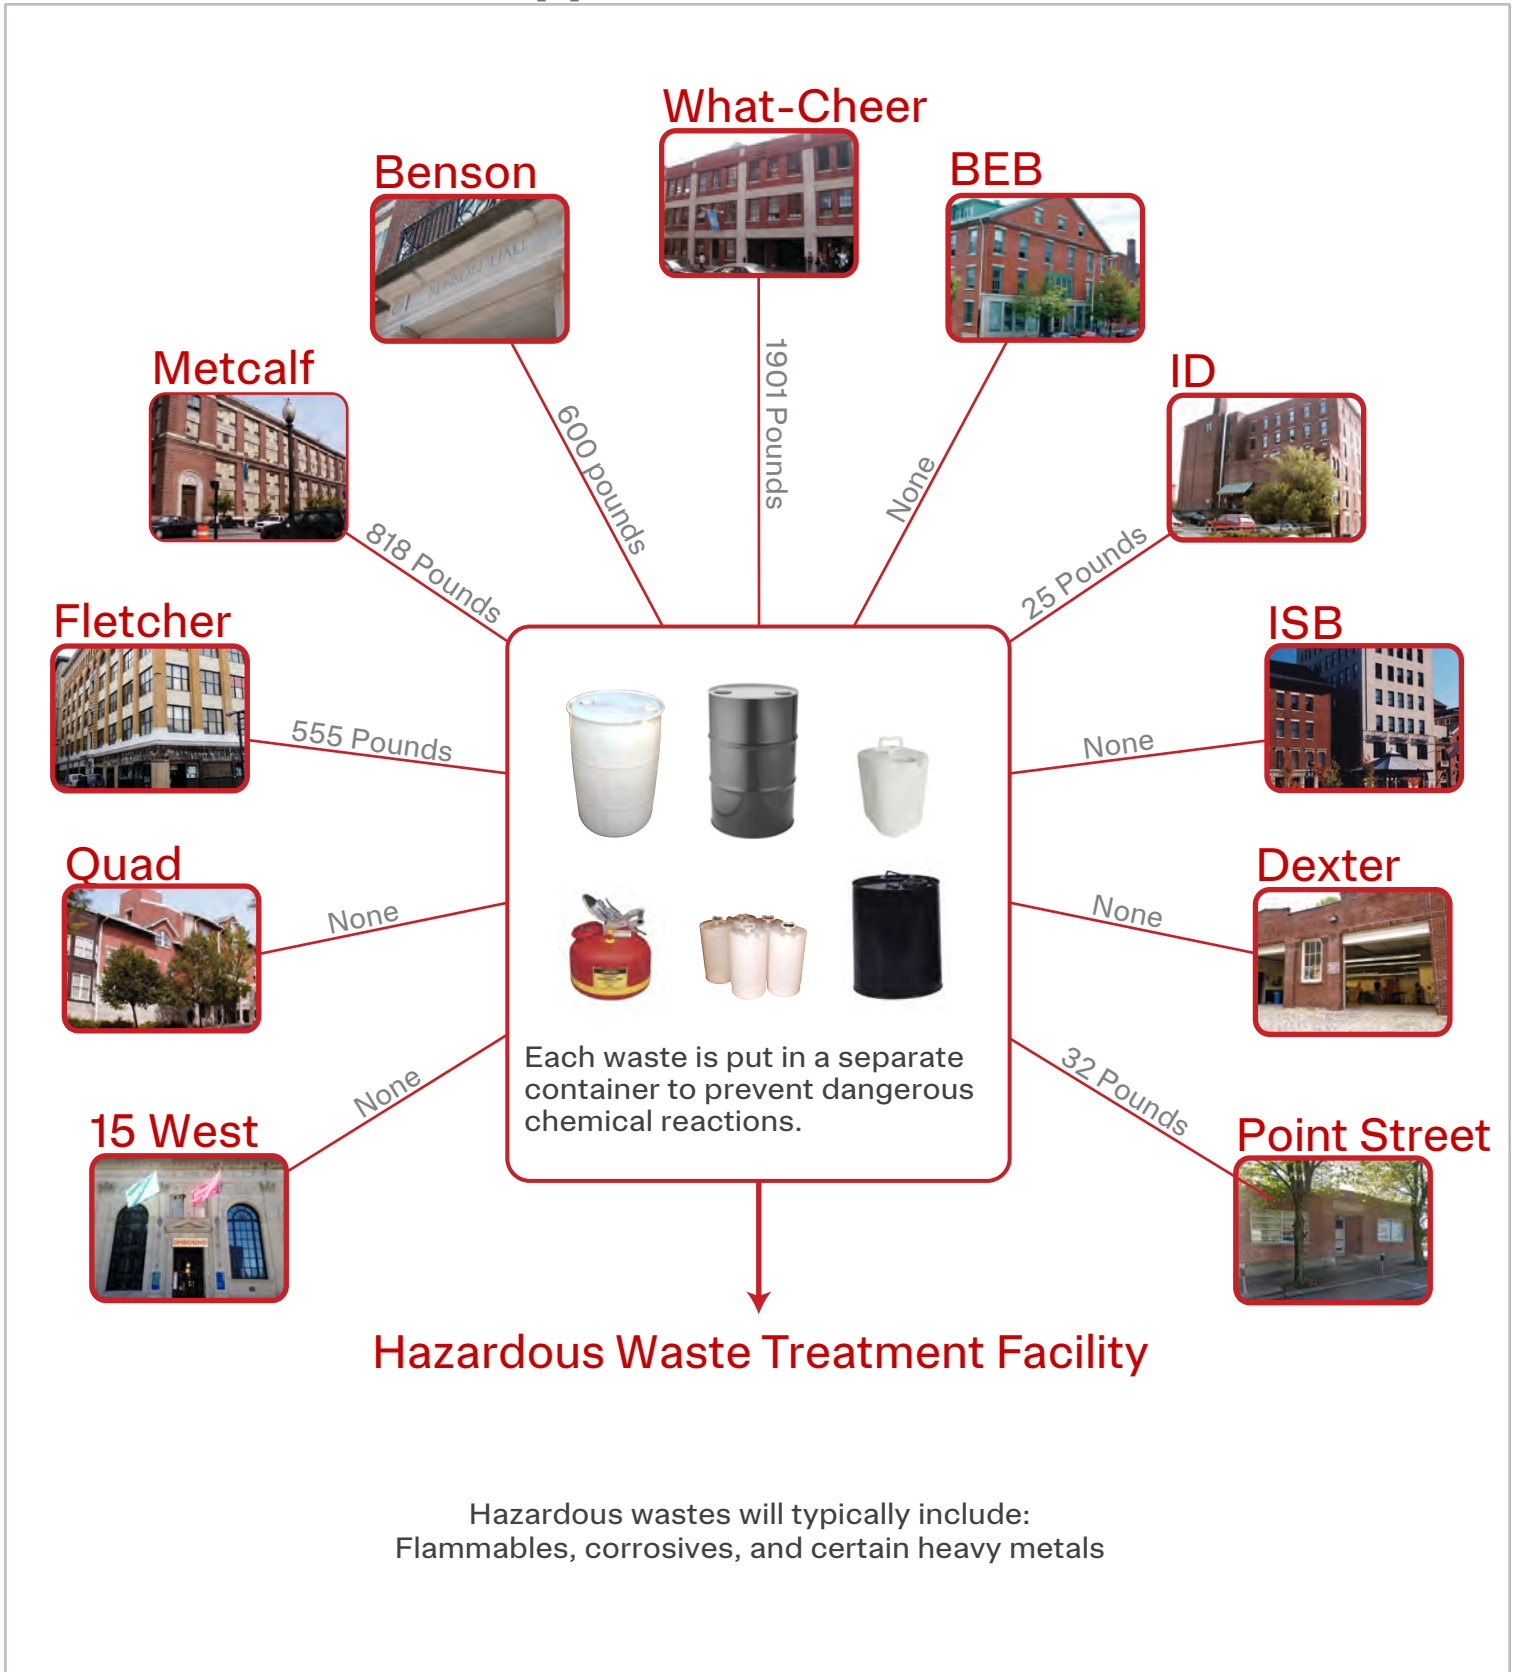 What-Cheer
Benson
BEB
Metcalf
ID
Fletcher
ISB
Quad
Dexter
15 West
Point Street
BENSON HALL
1901 Pounds
600 pounds
None
818 Pounds
25 Pounds
555 Pounds
None
None
None
None
32 Pounds
UNBOUND
Each waste is put in a separate
container to prevent dangerous
chemical reactions.
Hazardous Waste Treatment Facility
Hazardous wastes will typically include:
Flammables, corrosives, and certain heavy metals